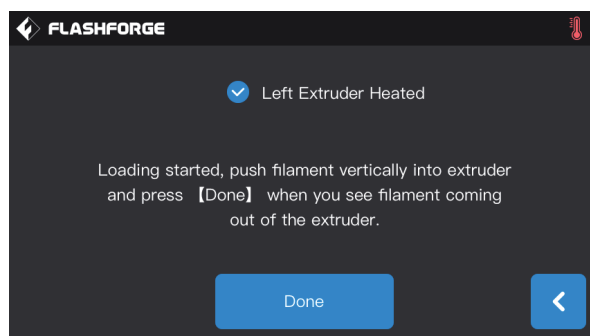 FLASHFORGE
Left Extruder Heated
Loading started, push filament vertically into extruder
and press 【Done】 when you see filament coming
out of the extruder.
Done